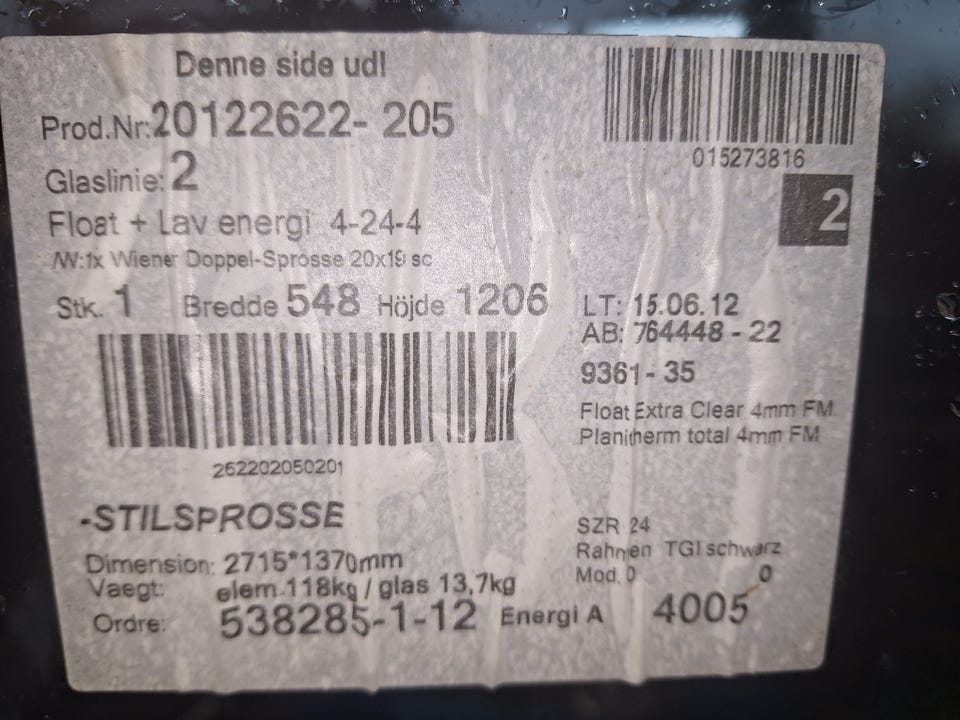 Denne side ud!
Prod.Nr:20122622- 205
015273816
Glaslinie: 2
2
Float + Lav energi 4-24-4
/W:1x Wiener Doppel-Sprosse 20x19 sc
Stk. 1 Bredde 548 Höjde 1206
LT: 15.06.12
AB: 764448 - 22
9361 - 35
Float Extra Clear 4mm FM
Planitherm total 4mm FM
262202050201
-STILSPROSSE
SZR 24
Rahmen TGI schwarz
Mod. 0 0
Dimension: 2715*1370mm
Vaegt: elem.118kg / glas 13,7kg
Ordre: 538285-1-12 Energi A 4005